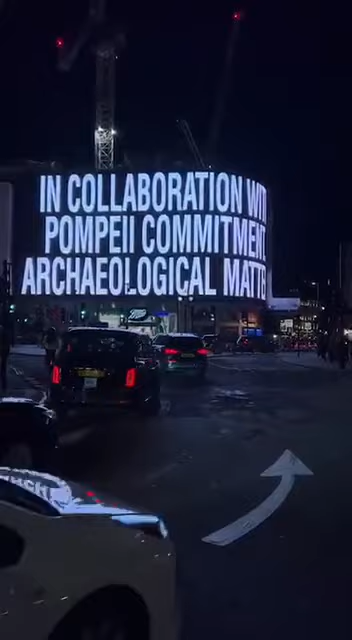 IN COLLABORATION WIT
POMPEII COMMITMENT
ARCHAEOLOGICAL MATTE